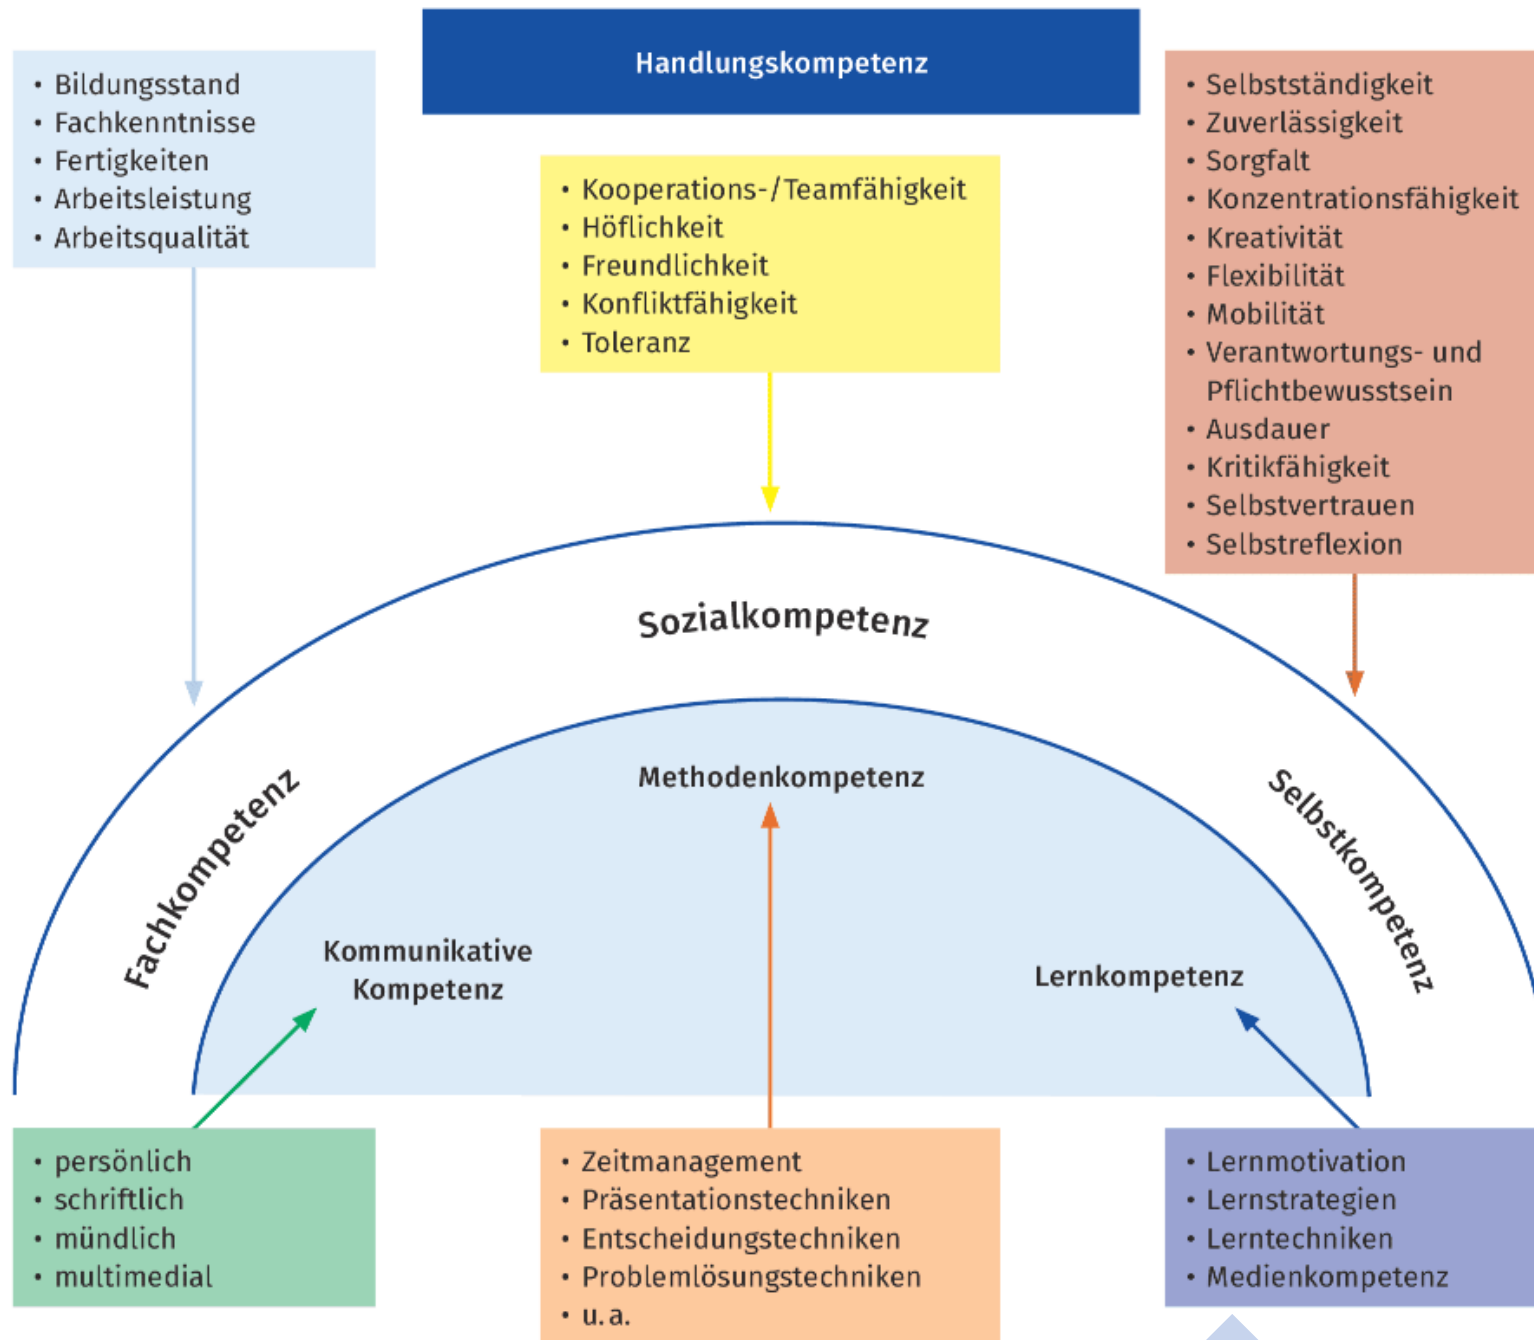 Handlungskompetenz
• Bildungsstand
• Fachkenntnisse
• Fertigkeiten
• Arbeitsleistung
• Arbeitsqualität
• Kooperations-/Teamfähigkeit
• Höflichkeit
• Freundlichkeit
• Konfliktfähigkeit
• Toleranz
• Selbstständigkeit
• Zuverlässigkeit
• Sorgfalt
• Konzentrationsfähigkeit
• Kreativität
• Flexibilität
• Mobilität
• Verantwortungs- und
Pflichtbewusstsein
• Ausdauer
• Kritikfähigkeit
• Selbstvertrauen
• Selbstreflexion
Fachkompetenz
Sozialkompetenz
Selbstkompetenz
Methodenkompetenz
Kommunikative
Kompetenz
Lernkompetenz
• persönlich
• schriftlich
• mündlich
• multimedial
• Zeitmanagement
• Präsentationstechniken
• Entscheidungstechniken
• Problemlösungstechniken
• u. a.
• Lernmotivation
• Lernstrategien
• Lerntechniken
• Medienkompetenz